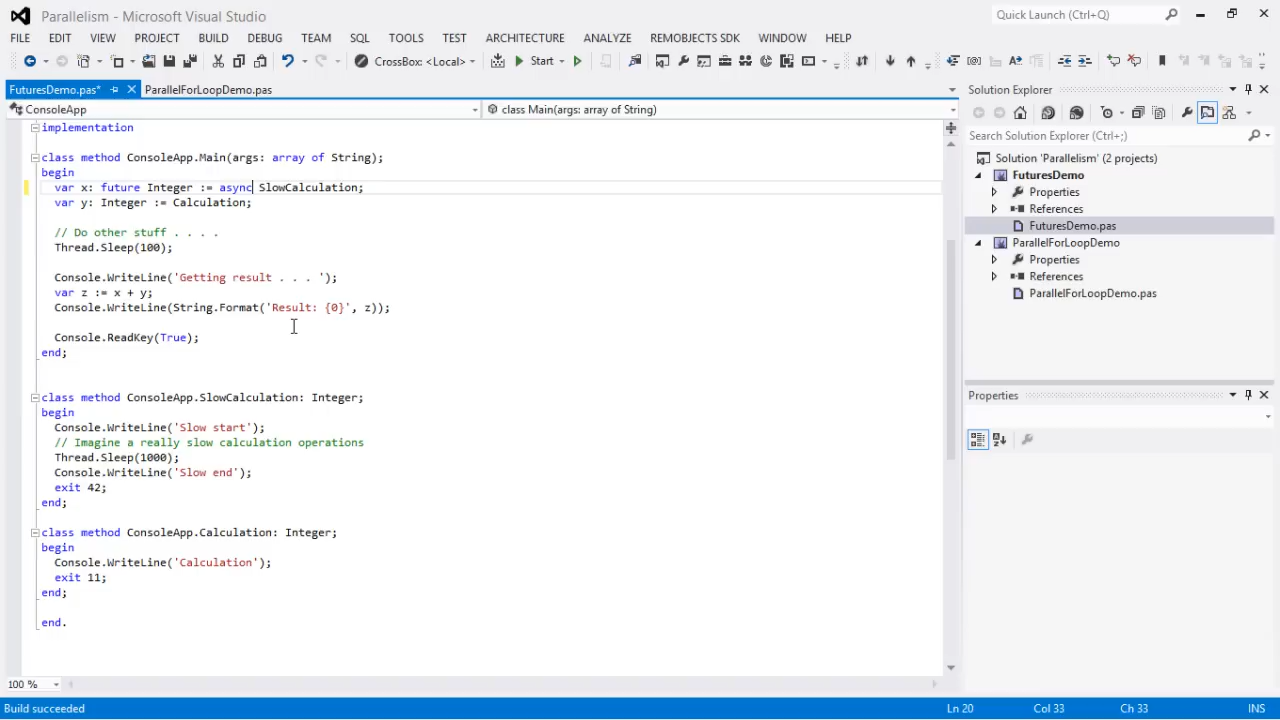 Parallelism - Microsoft Visual Studio
Quick Launch (Ctrl+Q)
FILE EDIT VIEW PROJECT BUILD DEBUG TEAM SQL TOOLS TEST ARCHITECTURE ANALYZE REMOBJECTS SDK WINDOW HELP
CrossBox: <Local> Start
FuturesDemo.pas* ParallelForLoopDemo.pas
ConsoleApp class Main(args: array of String)
implementation
class method ConsoleApp.Main(args: array of String);
begin
var x: future Integer := async SlowCalculation;
var y: Integer := Calculation;
// Do other stuff . . . .
Thread.Sleep(100);
Console.WriteLine('Getting result . . . ');
var z := x + y;
Console.WriteLine(String.Format('Result: {0}', z));
Console.ReadKey(True);
end;
class method ConsoleApp.SlowCalculation: Integer;
begin
Console.WriteLine('Slow start');
// Imagine a really slow calculation operations
Thread.Sleep(1000);
Console.WriteLine('Slow end');
exit 42;
end;
class method ConsoleApp.Calculation: Integer;
begin
Console.WriteLine('Calculation');
exit 11;
end;
end.
100 %
Solution Explorer
Search Solution Explorer (Ctrl+;)
Solution 'Parallelism' (2 projects)
FuturesDemo
Properties
References
FuturesDemo.pas
ParallelForLoopDemo
Properties
References
ParallelForLoopDemo.pas
Properties
Build succeeded Ln 20 Col 33 Ch 33 INS